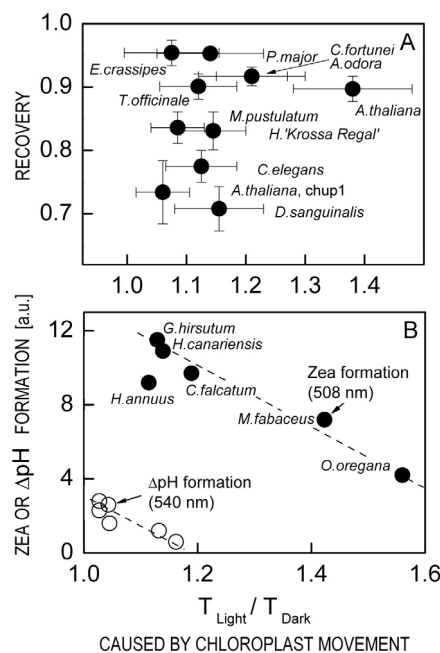 A
RECOVERY
1.0
0.9
0.8
0.7
E.crassipes
P.major
C.fortunei
A.odora
T.officinale
A.thaliana
M.pustulatum
H.'Krossa Regal'
C.elegans
A.thaliana, chup1
D.sanguinalis
1.0 1.1 1.2 1.3 1.4
B
ZEA OR ΔpH FORMATION [a.u.]
12
8
4
0
G.hirsutum
H.canariensis
C.falcatum
H.annuus
Zea formation
(508 nm)
M.fabaceus
O.oregana
ΔpH formation
(540 nm)
1.0 1.2 1.4 1.6
T Light / T Dark
CAUSED BY CHLOROPLAST MOVEMENT